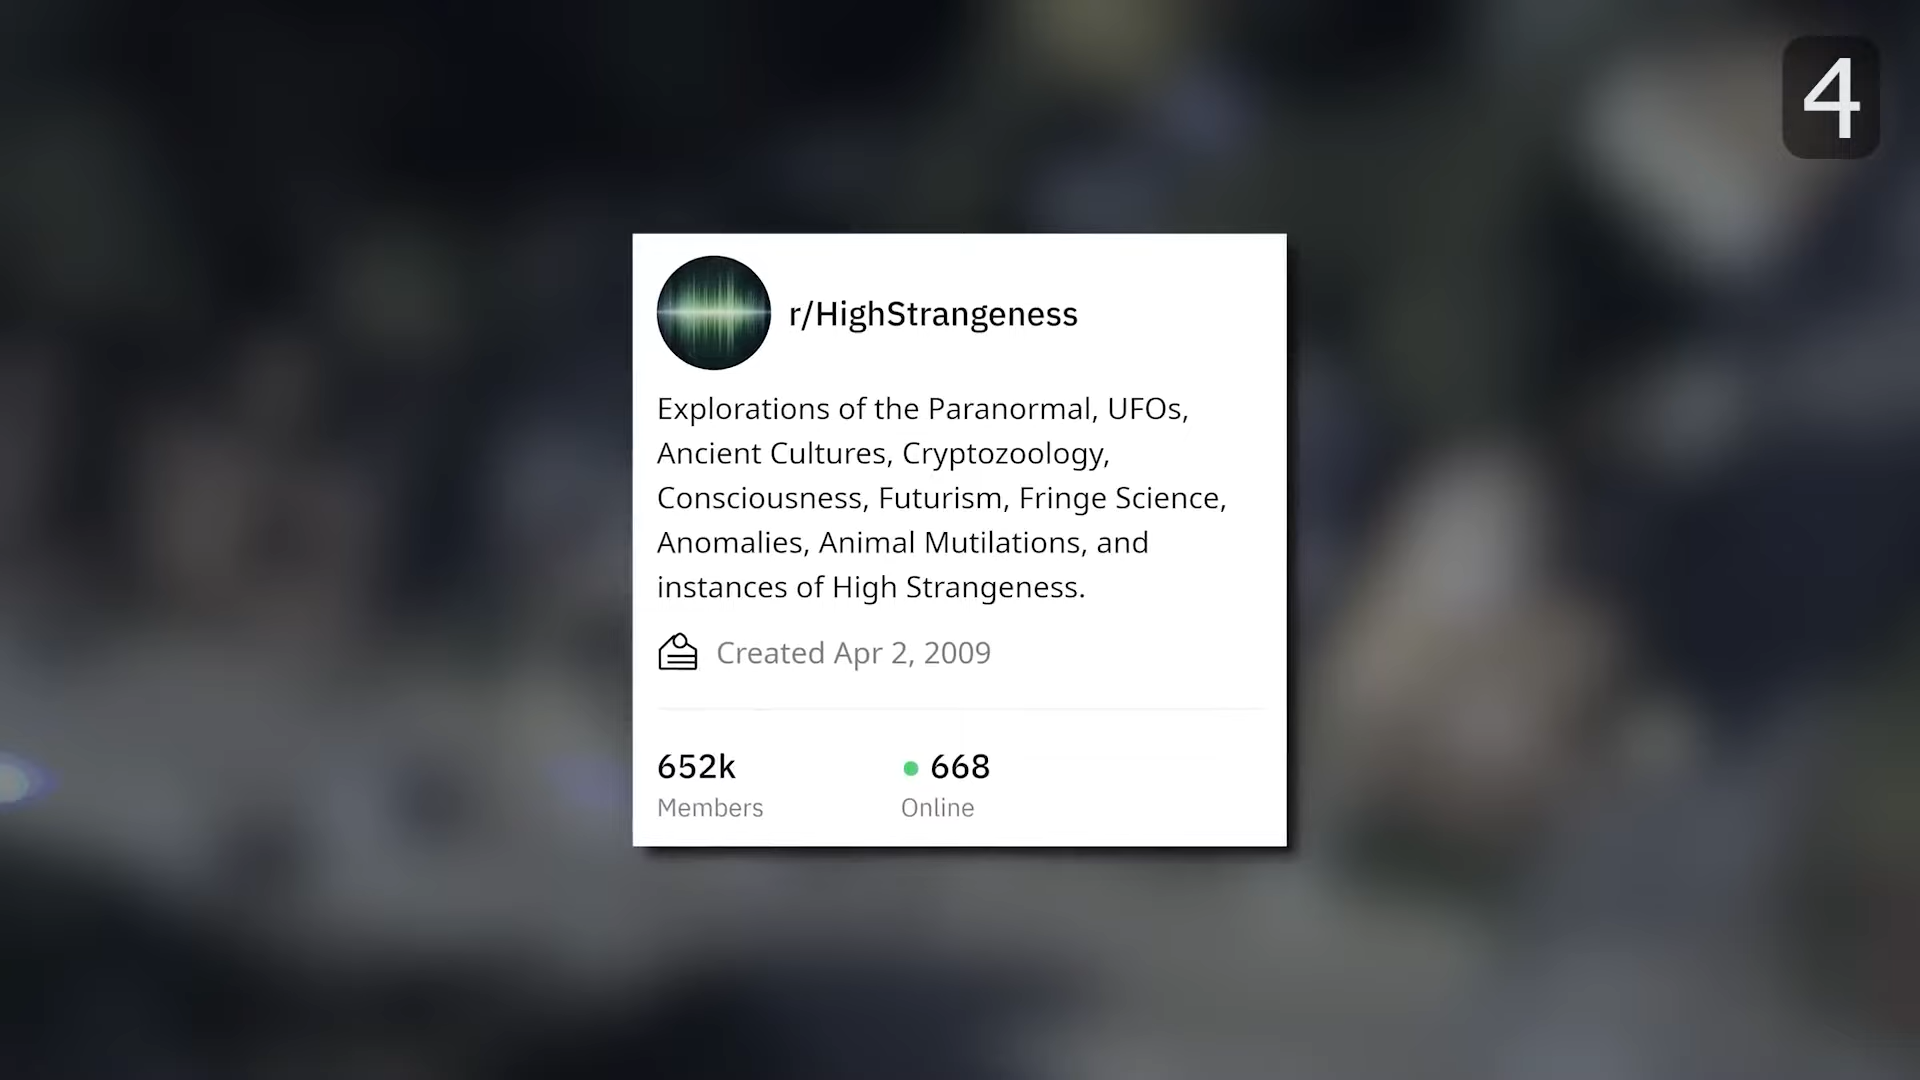 4
r/HighStrangeness
Explorations of the Paranormal, UFOs,
Ancient Cultures, Cryptozoology,
Consciousness, Futurism, Fringe Science,
Anomalies, Animal Mutilations, and
instances of High Strangeness.
Created Apr 2, 2009
652k 668
Members Online